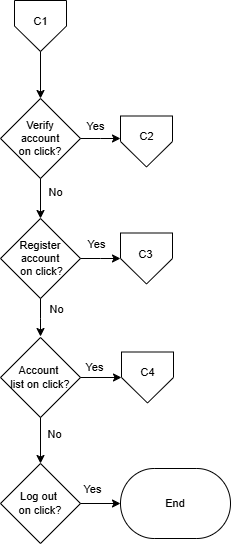 C1
Verify
account
on click?
Yes
C2
No
Register
account
on click?
Yes
C3
No
Account
list on click?
Yes
C4
No
Log out
on click?
Yes
End